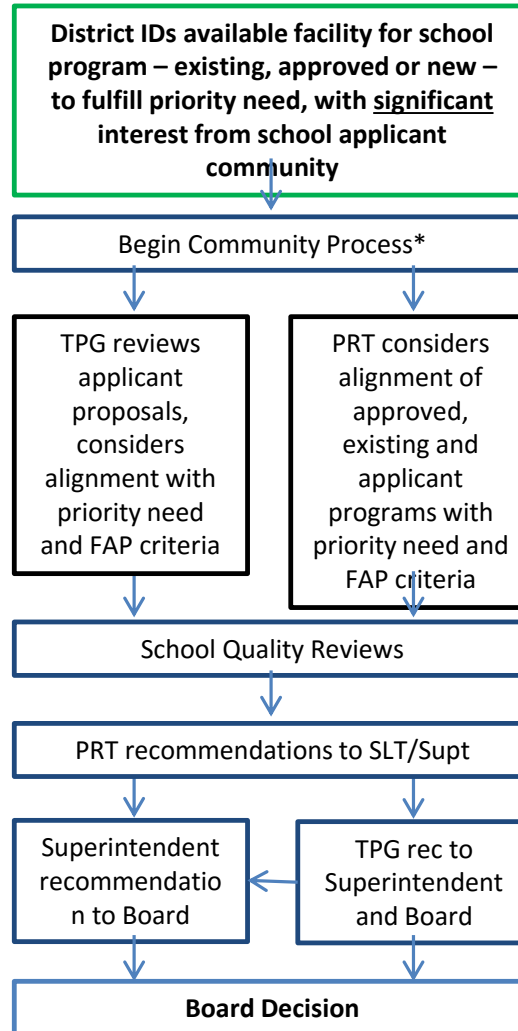 District IDs available facility for school
program – existing, approved or new –
to fulfill priority need, with significant
interest from school applicant
community
Begin Community Process*
TPG reviews
applicant
proposals,
considers
alignment with
priority need
and FAP criteria
PRT considers
alignment of
approved,
existing and
applicant
programs with
priority need and
FAP criteria
School Quality Reviews
PRT recommendations to SLT/Supt
Superintendent
recommendatio
n to Board
TPG rec to
Superintendent
and Board
Board Decision